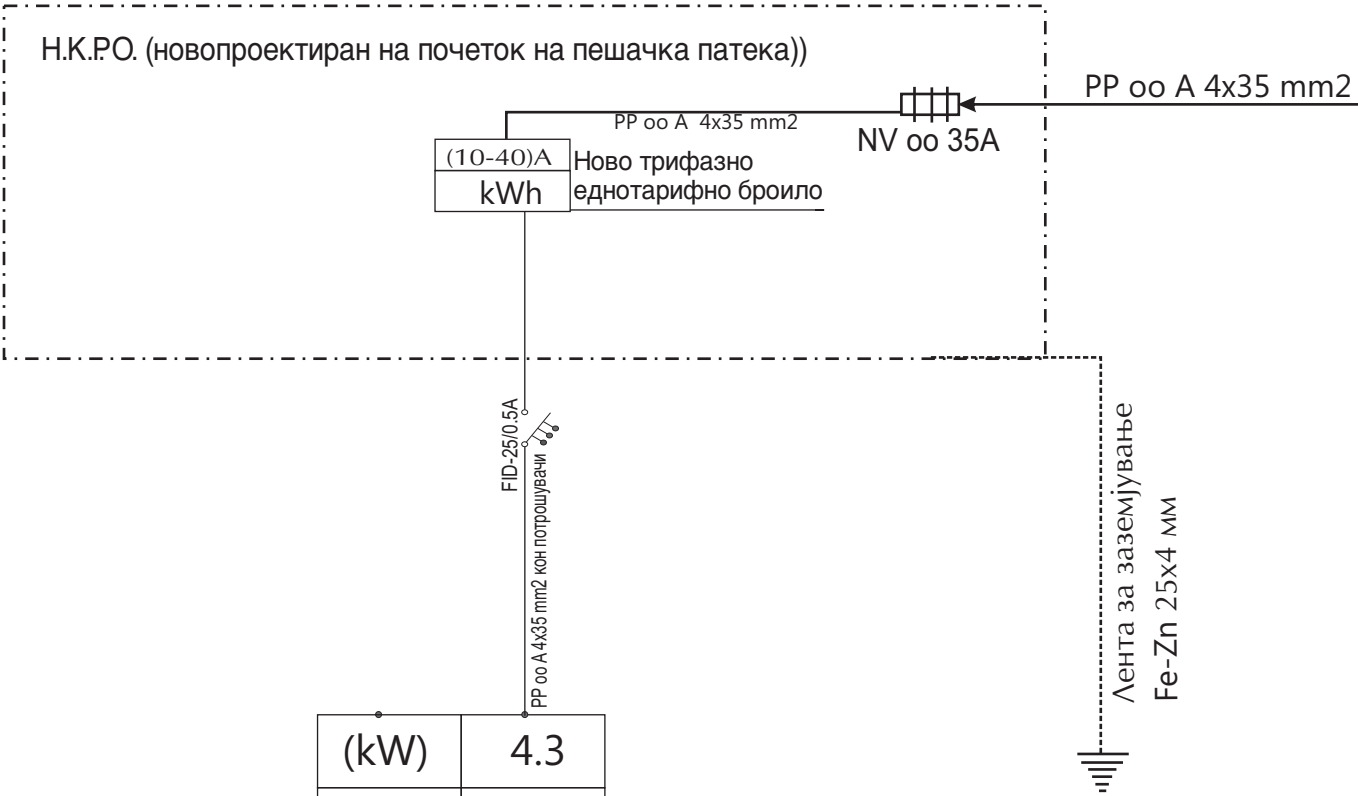 Н.К.Р.О. (новопроектиран на почеток на пешачка патека))
PP oo A 4x35 mm2
PP oo A 4x35 mm2
NV oo 35A
(10-40)A
kWh
Ново трифазно
еднотарифно броило
FID-25/0.5A
PP oo A 4x35 mm2 кон потрошувачи
Лента за заземјување
Fe-Zn 25x4 мм
(kW) 4.3